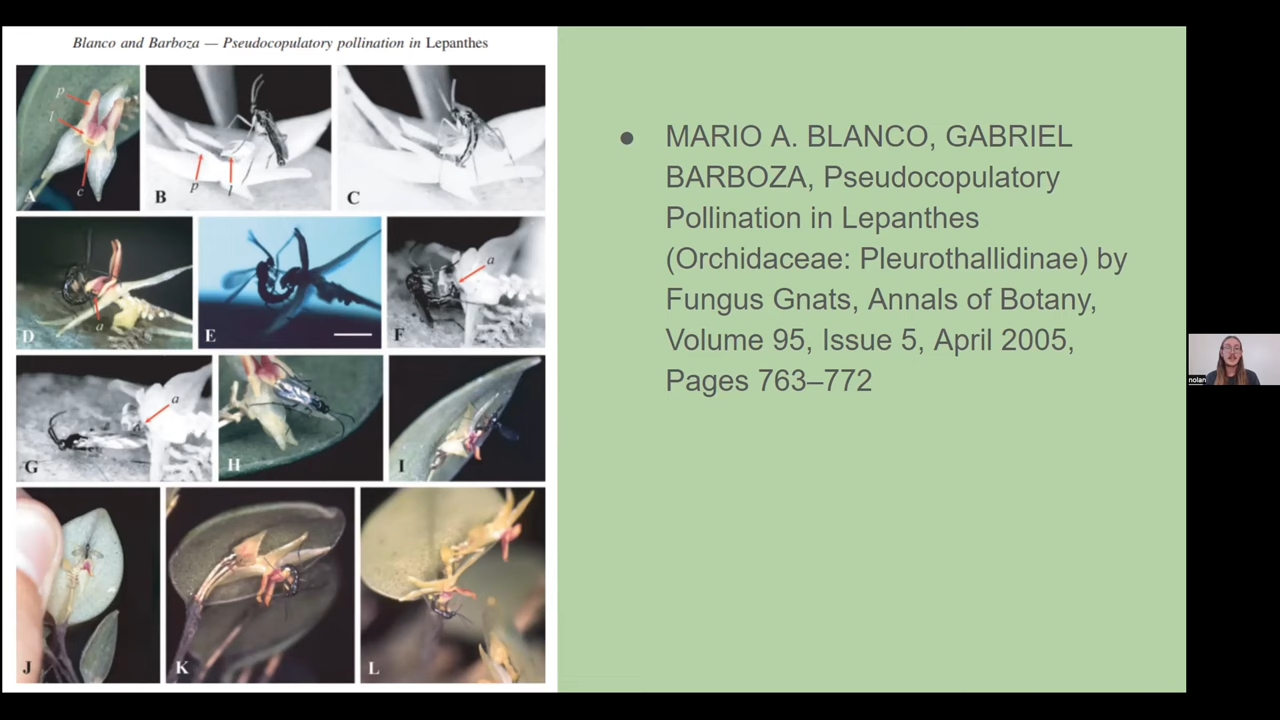 Blanco and Barboza — Pseudocopulatory pollination in Lepanthes
p
l
c
A
p
l
B
C
a
D
E
a
F
a
G
H
I
J
K
L
● MARIO A. BLANCO, GABRIEL
BARBOZA, Pseudocopulatory
Pollination in Lepanthes
(Orchidaceae: Pleurothallidinae) by
Fungus Gnats, Annals of Botany,
Volume 95, Issue 5, April 2005,
Pages 763–772
nolan